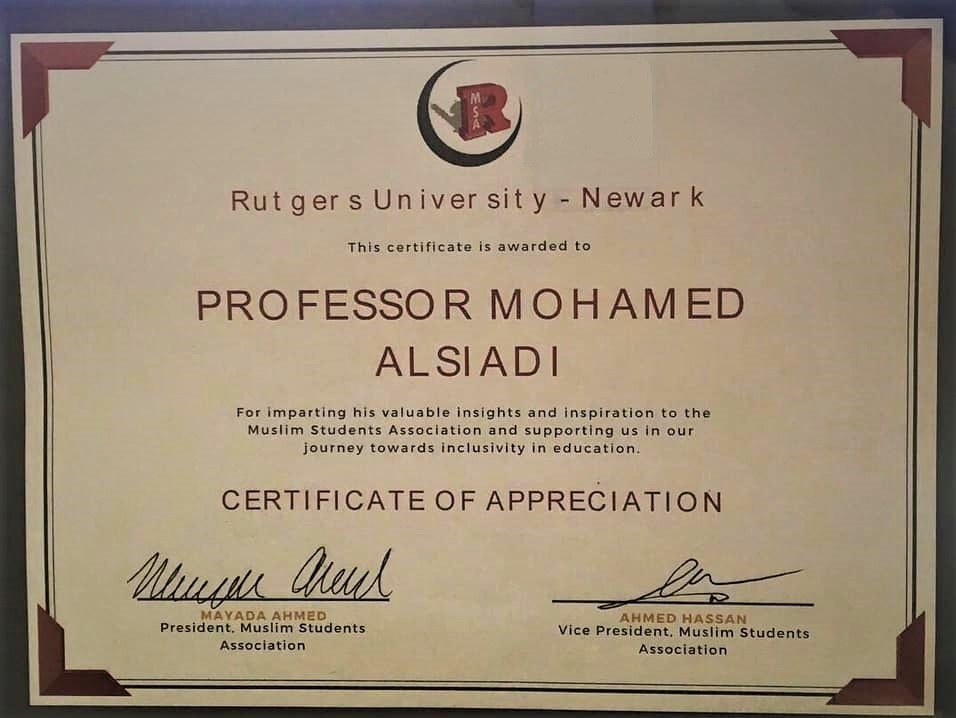 MSA
R
Rutgers University - Newark
This certificate is awarded to
PROFESSOR MOHAMED
ALSIADI
For imparting his valuable insights and inspiration to the
Muslim Students Association and supporting us in our
journey towards inclusivity in education.
CERTIFICATE OF APPRECIATION
MAYADA AHMED
President, Muslim Students
Association
AHMED HASSAN
Vice President, Muslim Students
Association